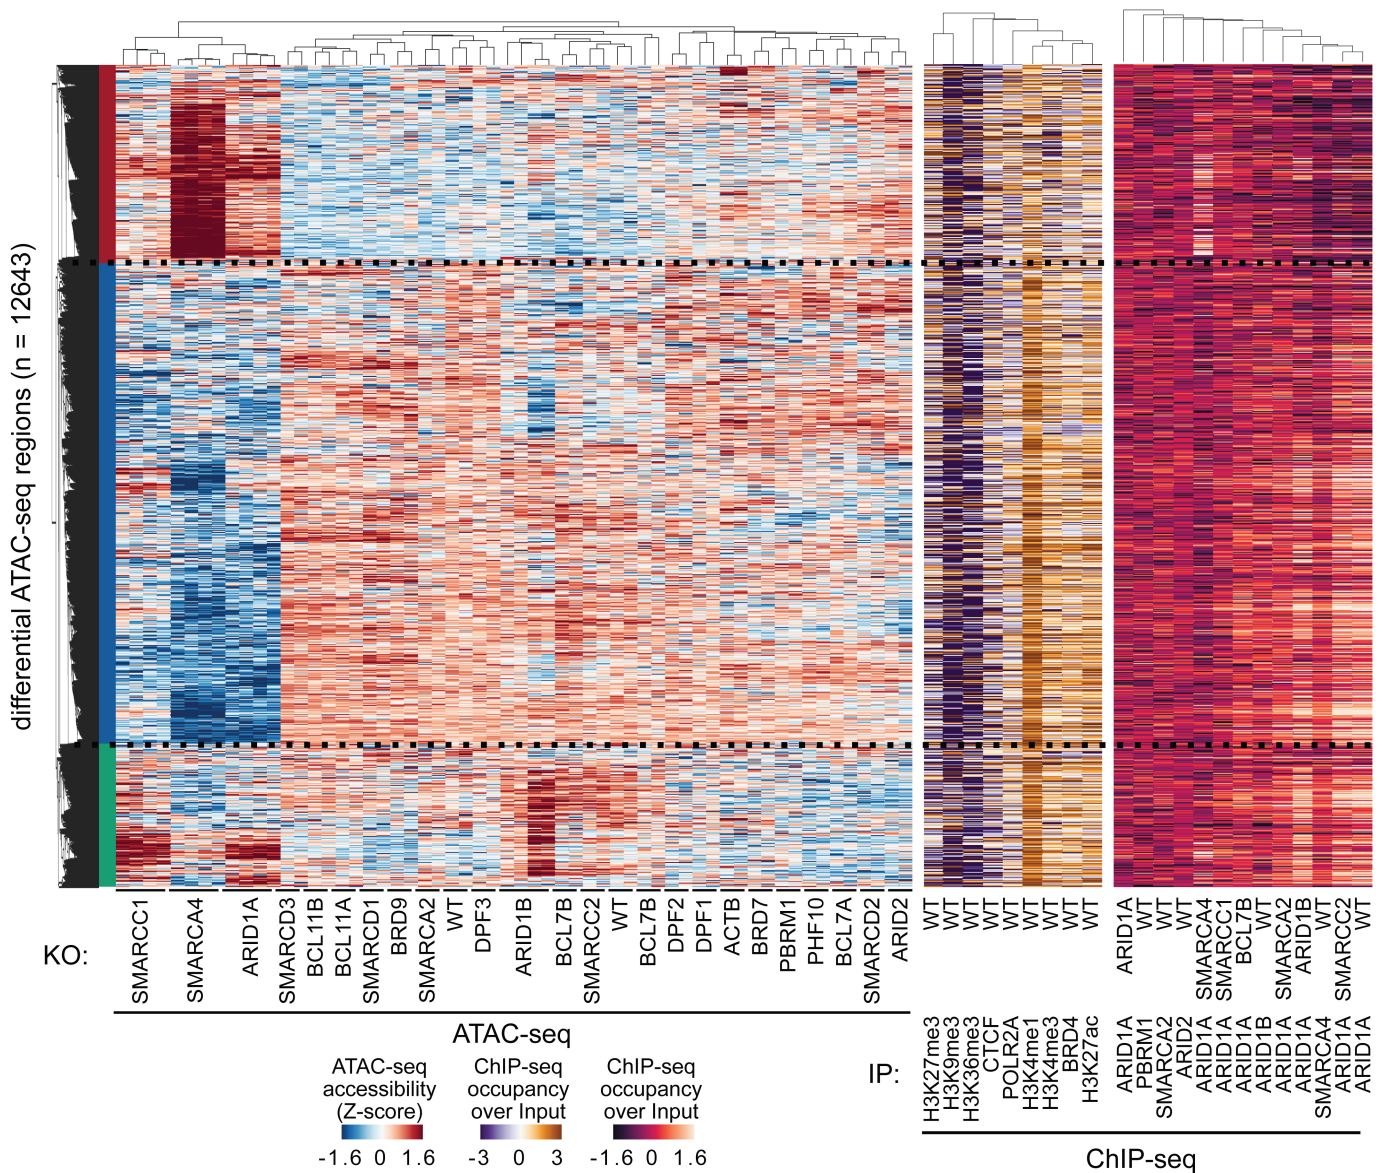 differential ATAC-seq regions (n = 12643)
KO:
SMARCC1
SMARCA4
ARID1A
SMARCD3
BCL11B
BCL11A
SMARCD1
BRD9
SMARCA2
WT
DPF3
ARID1B
BCL7B
SMARCC2
WT
BCL7B
DPF2
DPF1
ACTB
BRD7
PBRM1
PHF10
BCL7A
SMARCD2
ARID2
WT
WT
WT
WT
WT
WT
WT
WT
WT
ARID1A
WT
WT
WT
SMARCA4
SMARCC1
BCL7B
WT
SMARCA2
ARID1B
WT
SMARCC2
WT
ATAC-seq
IP:
H3K27me3
H3K9me3
H3K36me3
CTCF
POLR2A
H3K4me1
H3K4me3
BRD4
H3K27ac
ARID1A
PBRM1
SMARCA2
ARID2
ARID1A
ARID1A
ARID1A
ARID1B
ARID1A
ARID1A
SMARCA4
ARID1A
ARID1A
ChIP-seq
ATAC-seq
accessibility
(Z-score)
-1.6 0 1.6
ChIP-seq
occupancy
over Input
-3 0 3
ChIP-seq
occupancy
over Input
-1.6 0 1.6